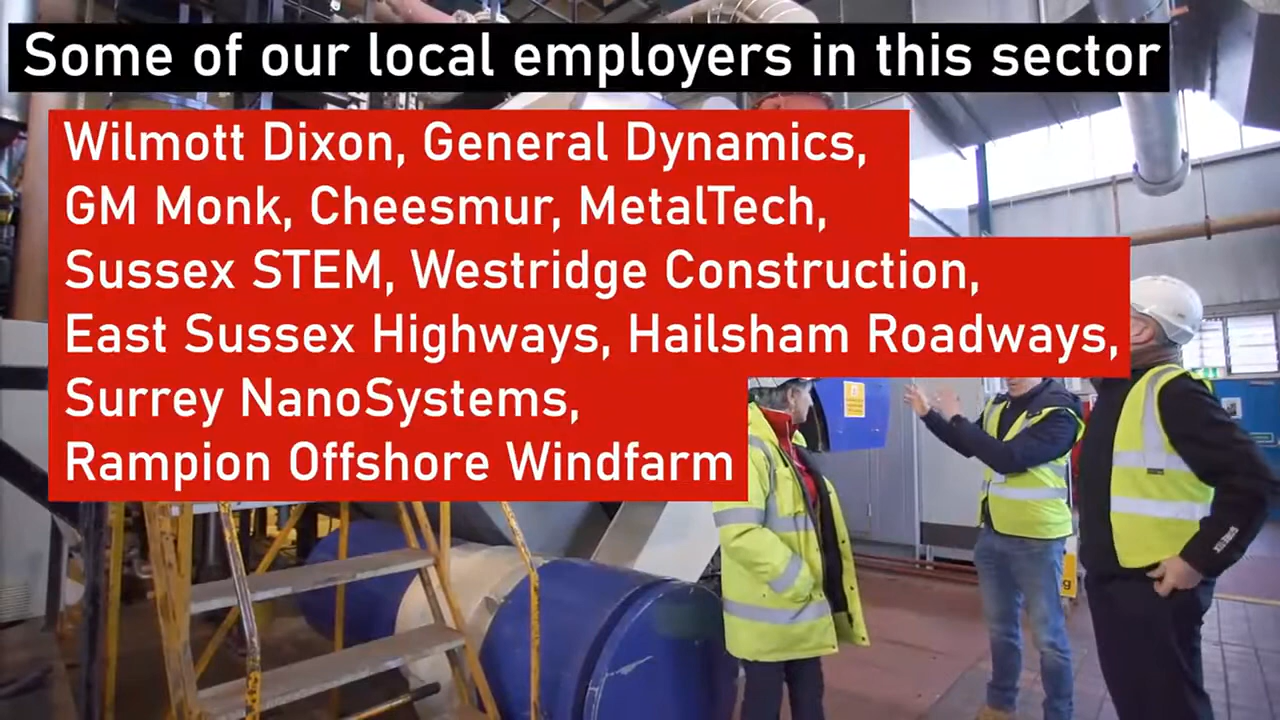 Some of our local employers in this sector
Wilmott Dixon, General Dynamics,
GM Monk, Cheesmur, MetalTech,
Sussex STEM, Westridge Construction,
East Sussex Highways, Hailsham Roadways,
Surrey NanoSystems,
Rampion Offshore Windfarm